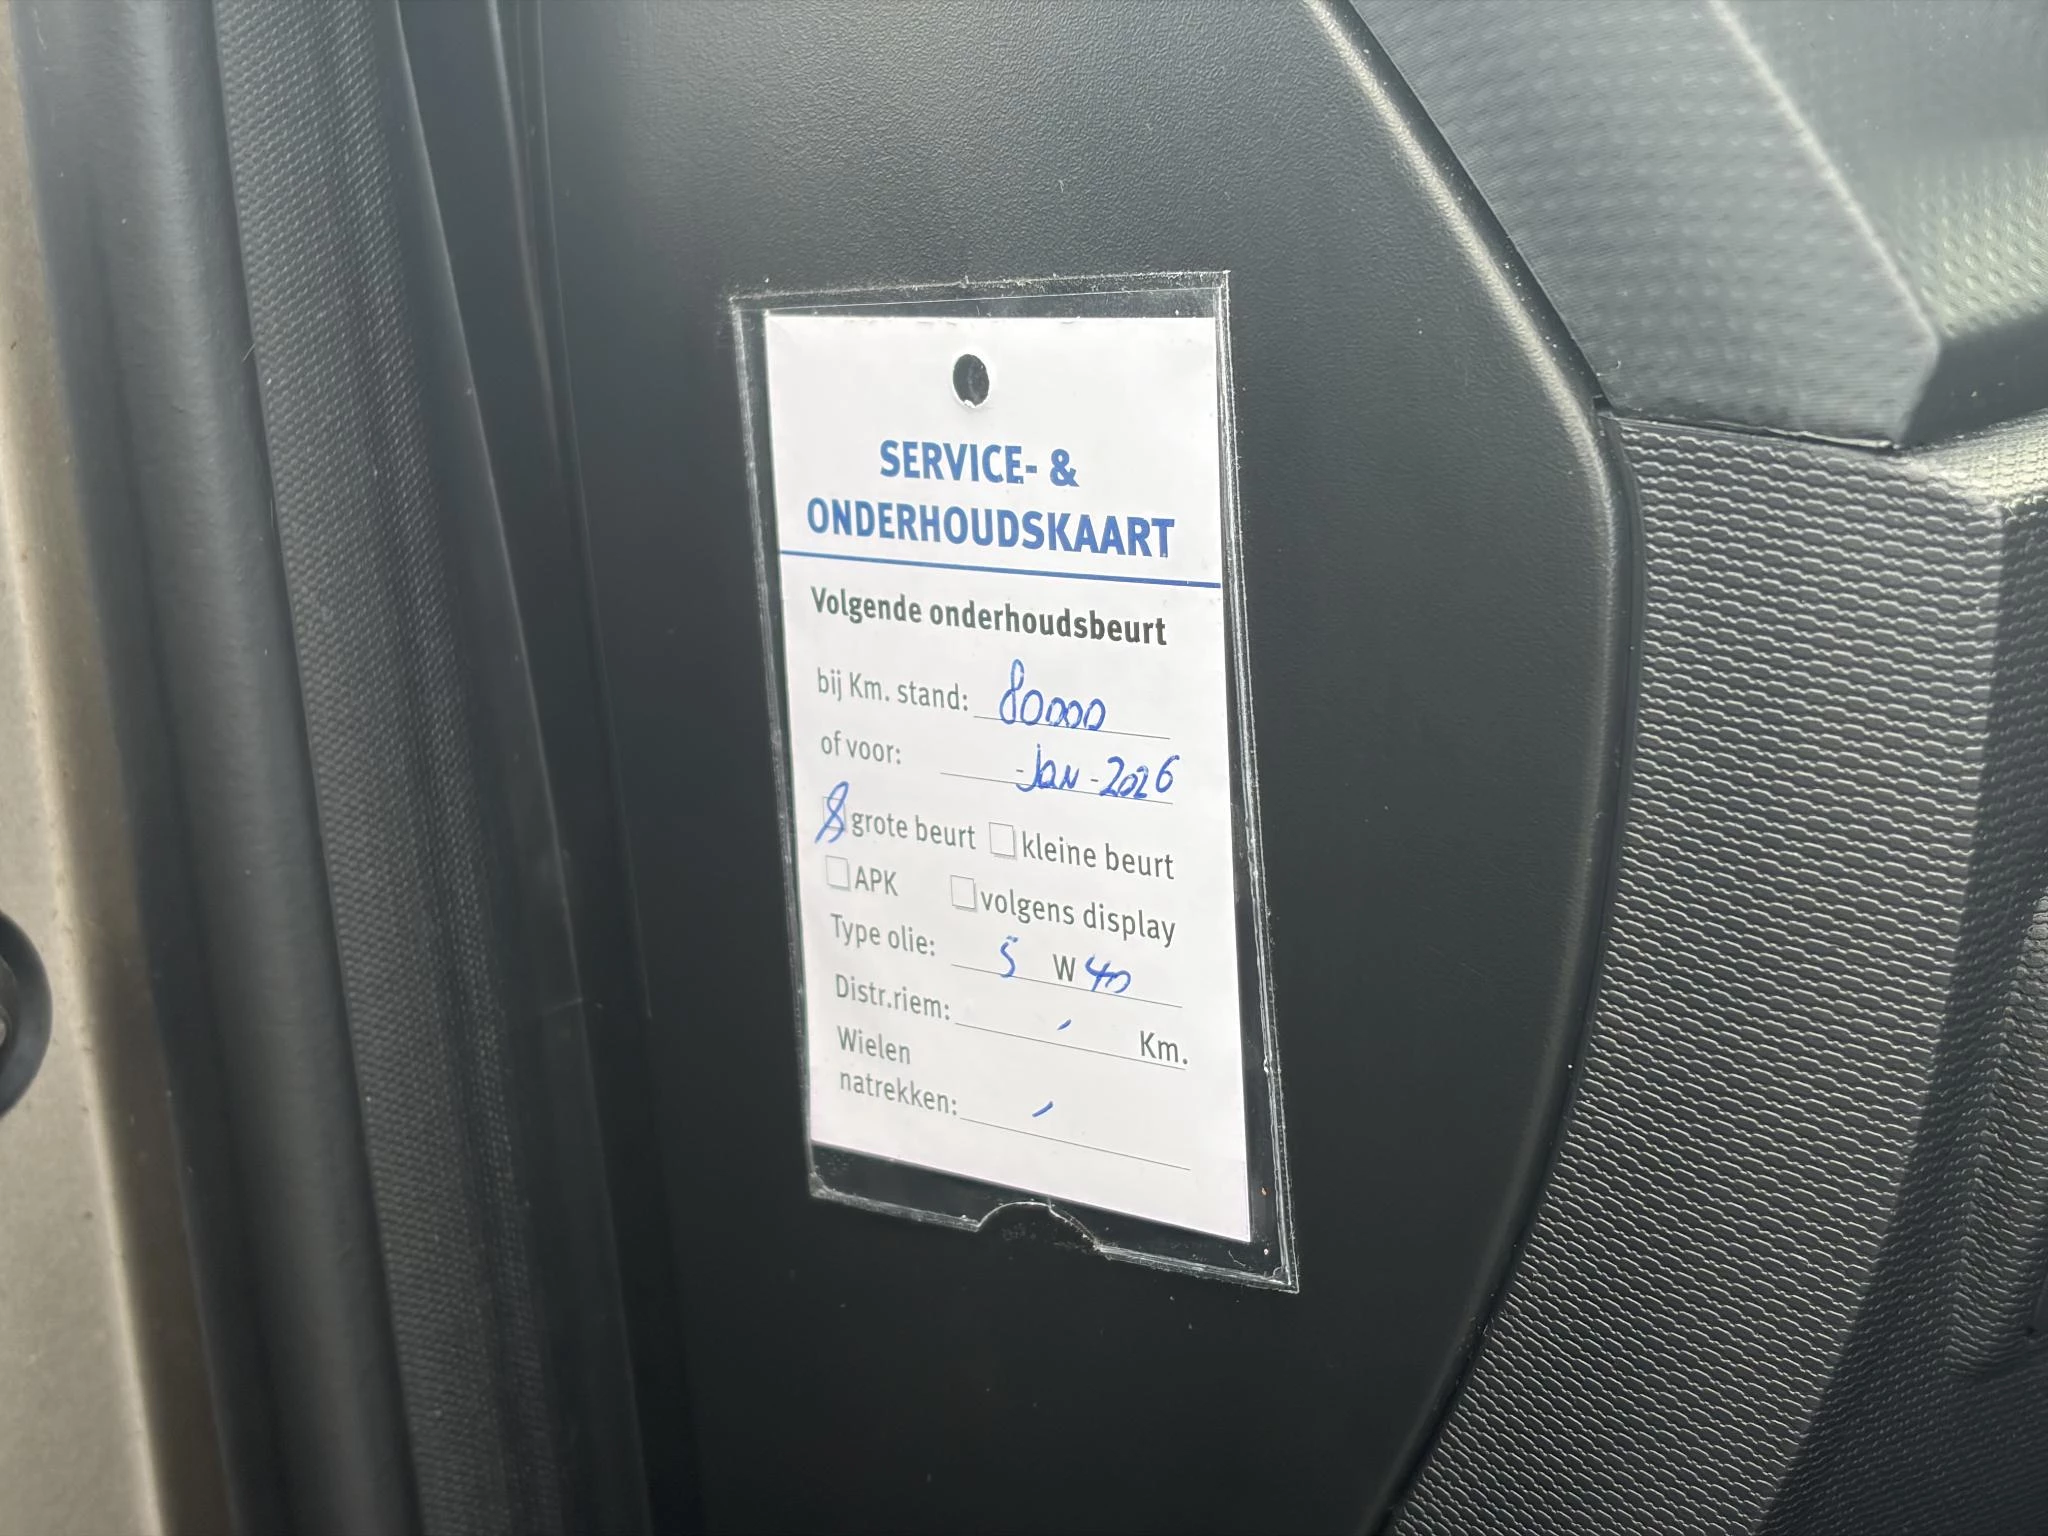 SERVICE- &
ONDERHOUDSKAART
Volgende onderhoudsbeurt
bij Km. stand: 80000
of voor: -Jan-2026
grote beurt kleine beurt
APK volgens display
Type olie: 5 W 40
Distr.riem: Km.
Wielen
natrekken: